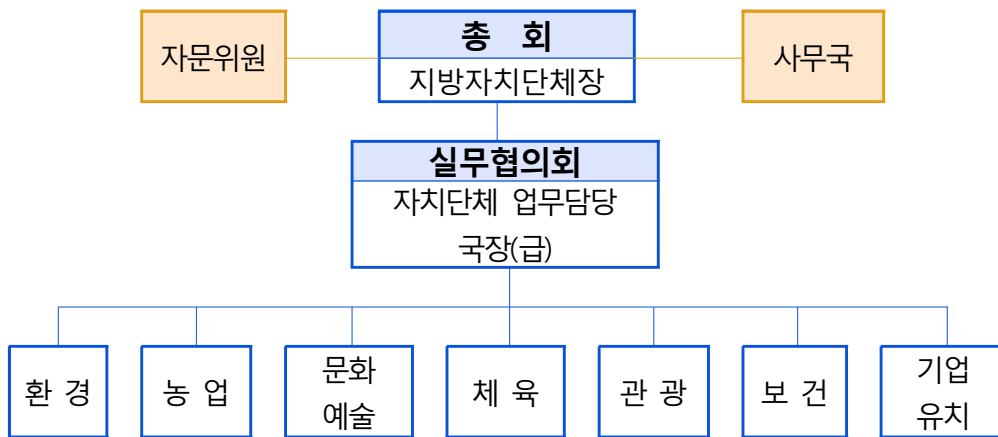 총 회
자문위원
지방자치단체장
사무국
실무협의회
자치단체 업무담당
국장(급)
환 경
농 업
문화
예술
체 육
관 광
보 건
기업
유치